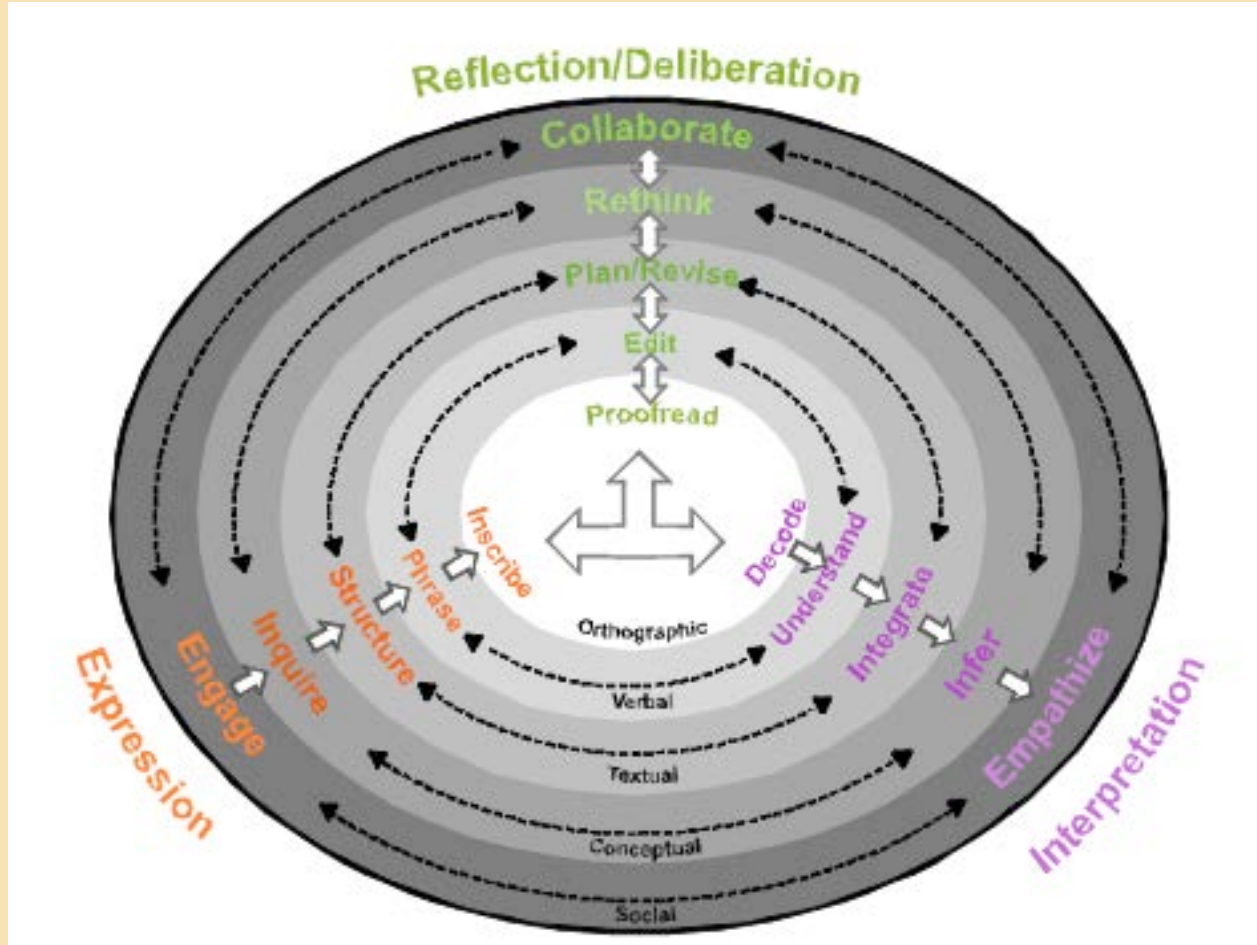 Reflection/Deliberation
Collaborate
Rethink
Plan/Revise
Edit
Proofread
Expression
Engage
Inquire
Structure
Phrase
Inscribe
Decode
Understand
Integrate
Infer
Empathize
Interpretation
Orthographic
Verbal
Textual
Conceptual
Social